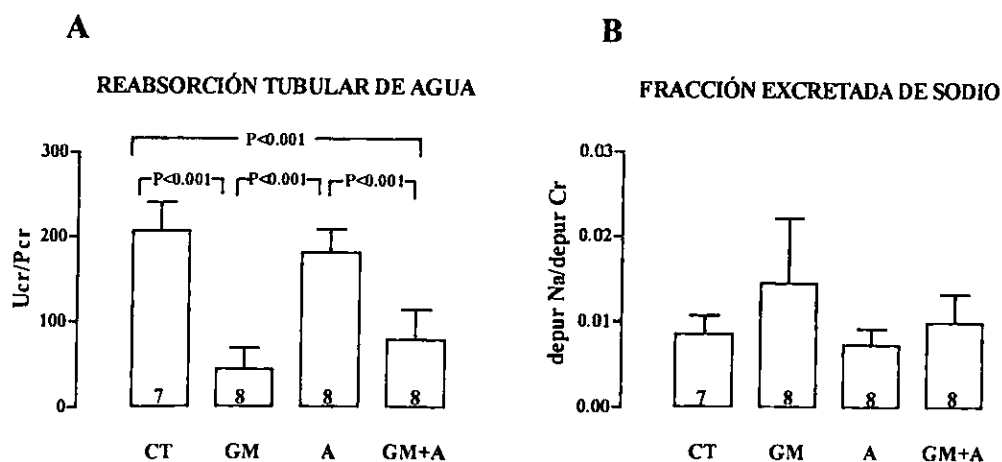 A
REABSORCIÓN TUBULAR DE AGUA
P<0.001
P<0.001 P<0.001 P<0.001
300
200
100
0
Ucr/Pcr
7 8 8 8
CT GM A GM+A
B
FRACCIÓN EXCRETADA DE SODIO
0.03
0.02
0.01
0.00
depur Na/depur Cr
7 8 8 8
CT GM A GM+A